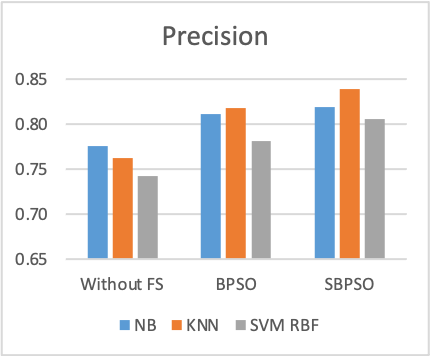 Precision
0.85
0.80
0.75
0.70
0.65
Without FS BPSO SBPSO
NB KNN SVM RBF